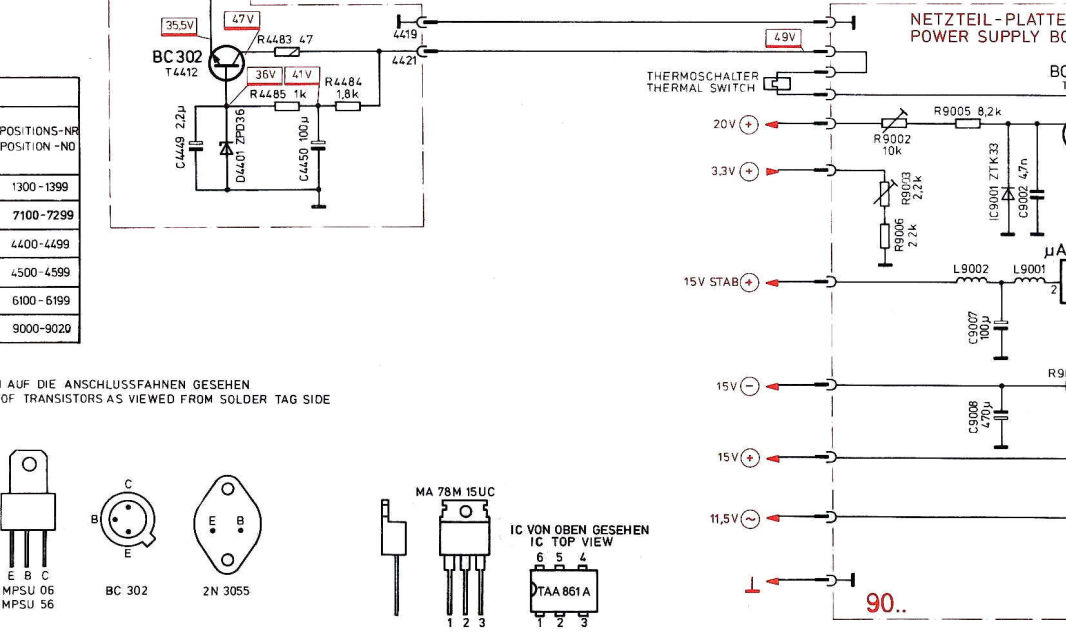 35,5V
47V
R4483 47
BC 302
T4412
36V
41V
R4484
1,8k
R4485 1k
C4449 2,2µ
D4401 ZPD36
C4450 100µ
4419
4421
49V
NETZTEIL-PLATTE
POWER SUPPLY BO
THERMOSCHALTER
THERMAL SWITCH
BC
T
20V +
R9002
10k
R9005 8,2k
3,3V +
R9003
2,2k
R9006
2.2k
IC9001 ZTK33
C9002 4,7n
µA
15V STAB +
L9002
L9001
2
C9007
100µ
15V −
R9
C9008
470µ
15V +
11,5V ~
90..
POSITIONS-NR
POSITION -NO
1300-1399
7100-7299
4400-4499
4500-4599
6100-6199
9000-9020
AUF DIE ANSCHLUSSFAHNEN GESEHEN
OF TRANSISTORS AS VIEWED FROM SOLDER TAG SIDE
E B C
MPSU 06
MPSU 56
C
B
E
BC 302
E B
2N 3055
MA 78M 15UC
1 2 3
IC VON OBEN GESEHEN
IC TOP VIEW
6 5 4
TAA 861 A
1 2 3